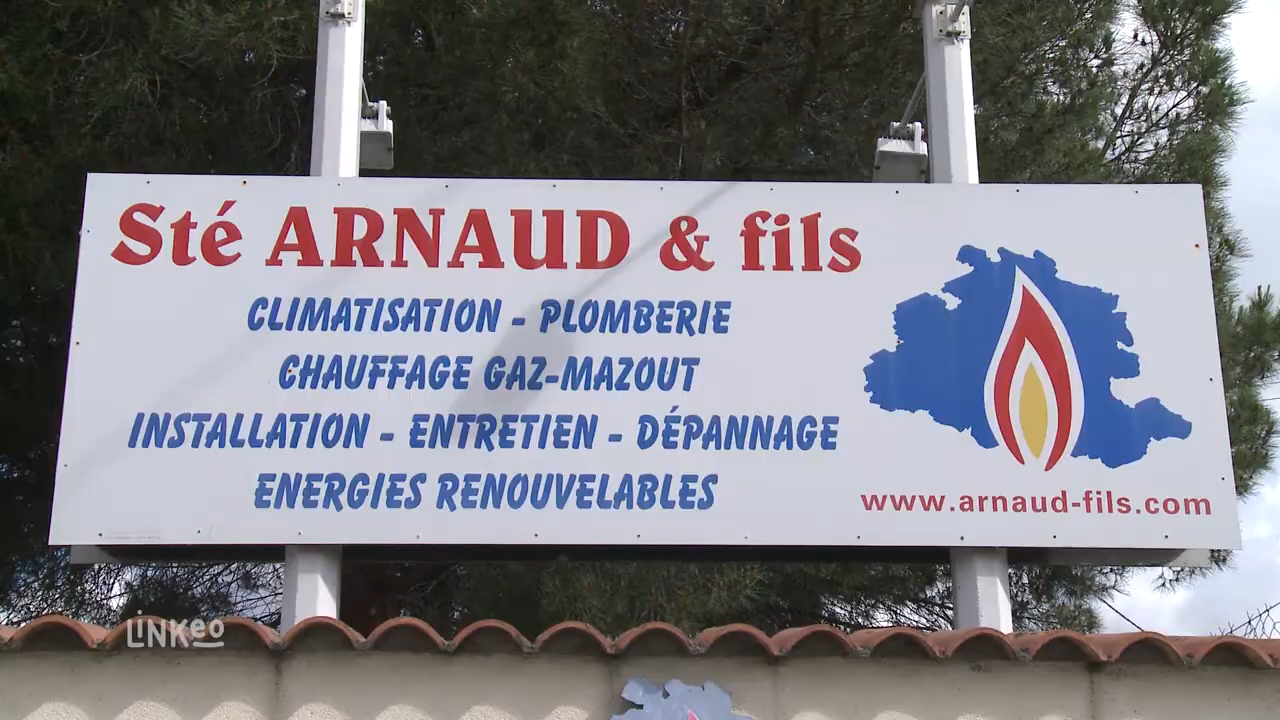 Sté ARNAUD & fils
CLIMATISATION - PLOMBERIE
CHAUFFAGE GAZ-MAZOUT
INSTALLATION - ENTRETIEN - DÉPANNAGE
ENERGIES RENOUVELABLES
www.arnaud-fils.com
LINKeo